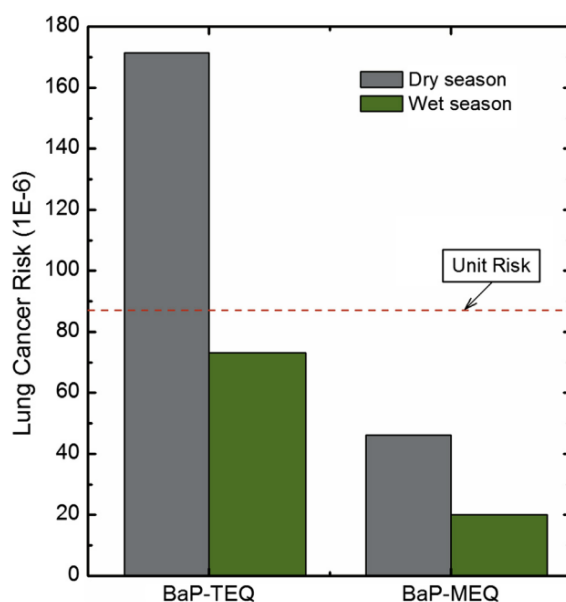 180
160
140
120
100
80
60
40
20
0
Lung Cancer Risk (1E-6)
Dry season
Wet season
Unit Risk
BaP-TEQ
BaP-MEQ